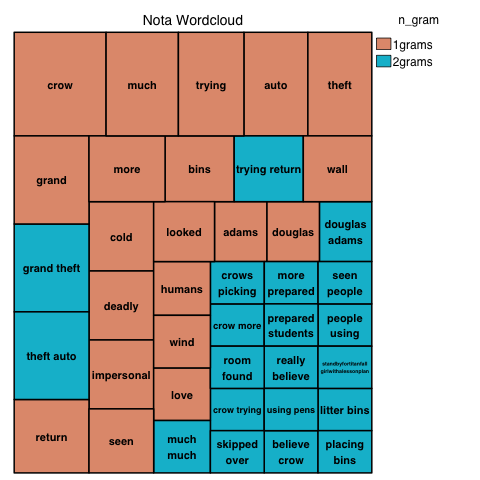 Nota Wordcloud
n_gram
1grams
2grams
crow
much
trying
auto
theft
grand
more
bins
trying return
wall
cold
looked
adams
douglas
douglas
adams
grand theft
deadly
humans
crows
picking
more
prepared
seen
people
wind
crow more
prepared
students
people
using
theft auto
impersonal
love
room
found
really
believe
standbyfortitanfall
girlwithalessonplan
return
seen
much
much
crow trying
using pens
litter bins
skipped
over
believe
crow
placing
bins